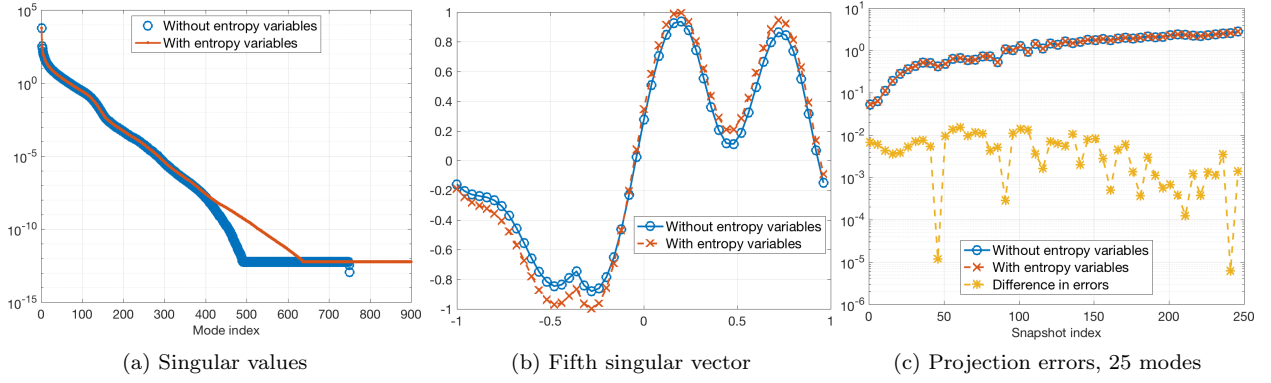 10^5
10^0
10^-5
10^-10
10^-15
0 100 200 300 400 500 600 700 800 900
Mode index
Without entropy variables
With entropy variables
(a) Singular values
1
0.8
0.6
0.4
0.2
0
-0.2
-0.4
-0.6
-0.8
-1
-1 -0.5 0 0.5 1
Without entropy variables
With entropy variables
(b) Fifth singular vector
10^1
10^0
10^-1
10^-2
10^-3
10^-4
10^-5
10^-6
0 50 100 150 200 250
Snapshot index
Without entropy variables
With entropy variables
Difference in errors
(c) Projection errors, 25 modes